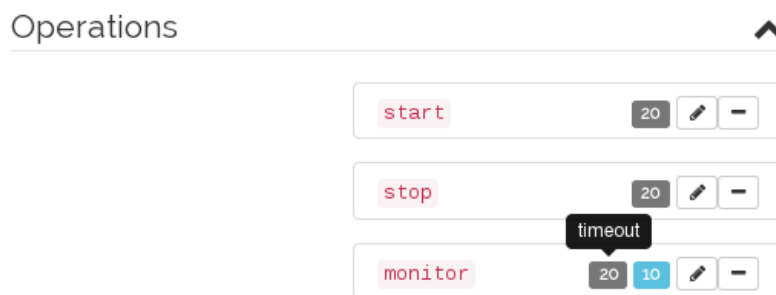 Operations
start 20
stop 20
timeout
monitor 20 10